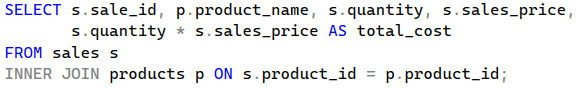 SELECT s.sale_id, p.product_name, s.quantity, s.sales_price,
s.quantity * s.sales_price AS total_cost
FROM sales s
INNER JOIN products p ON s.product_id = p.product_id;